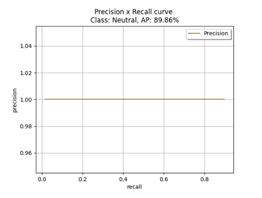 Precision x Recall curve
Class: Neutral, AP: 89.86%
Precision
1.04
1.02
1.00
0.98
0.96
precision
0.0
0.2
0.4
0.6
0.8
recall